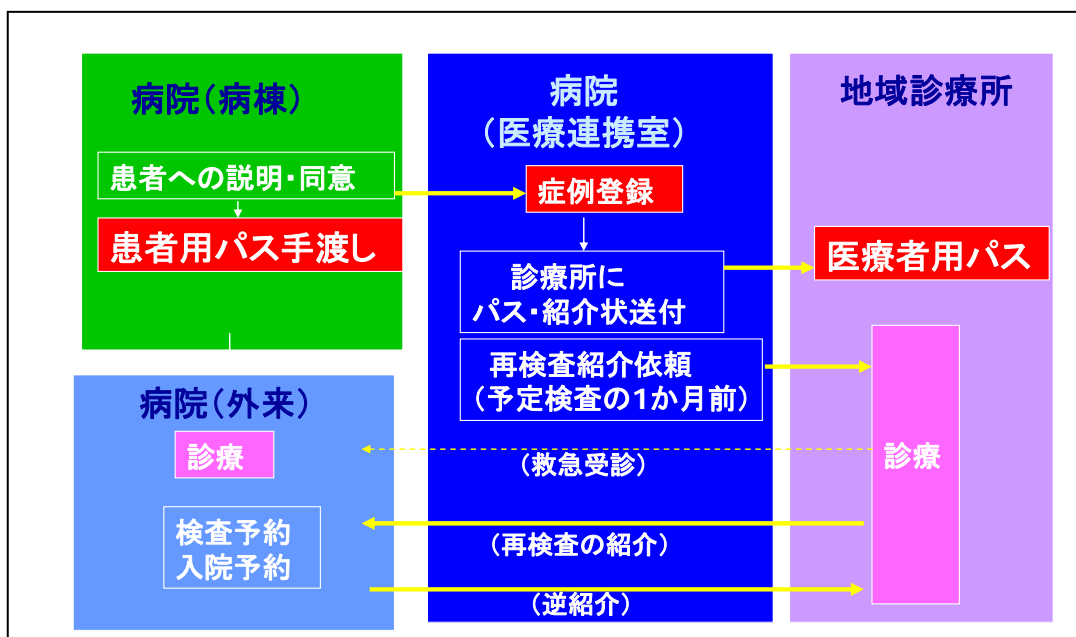 病院(病棟)
患者への説明・同意
患者用パス手渡し
病院
(医療連携室)
症例登録
診療所に
パス・紹介状送付
再検査紹介依頼
(予定検査の1か月前)
地域診療所
医療者用パス
診療
病院(外来)
診療
検査予約
入院予約
(救急受診)
(再検査の紹介)
(逆紹介)